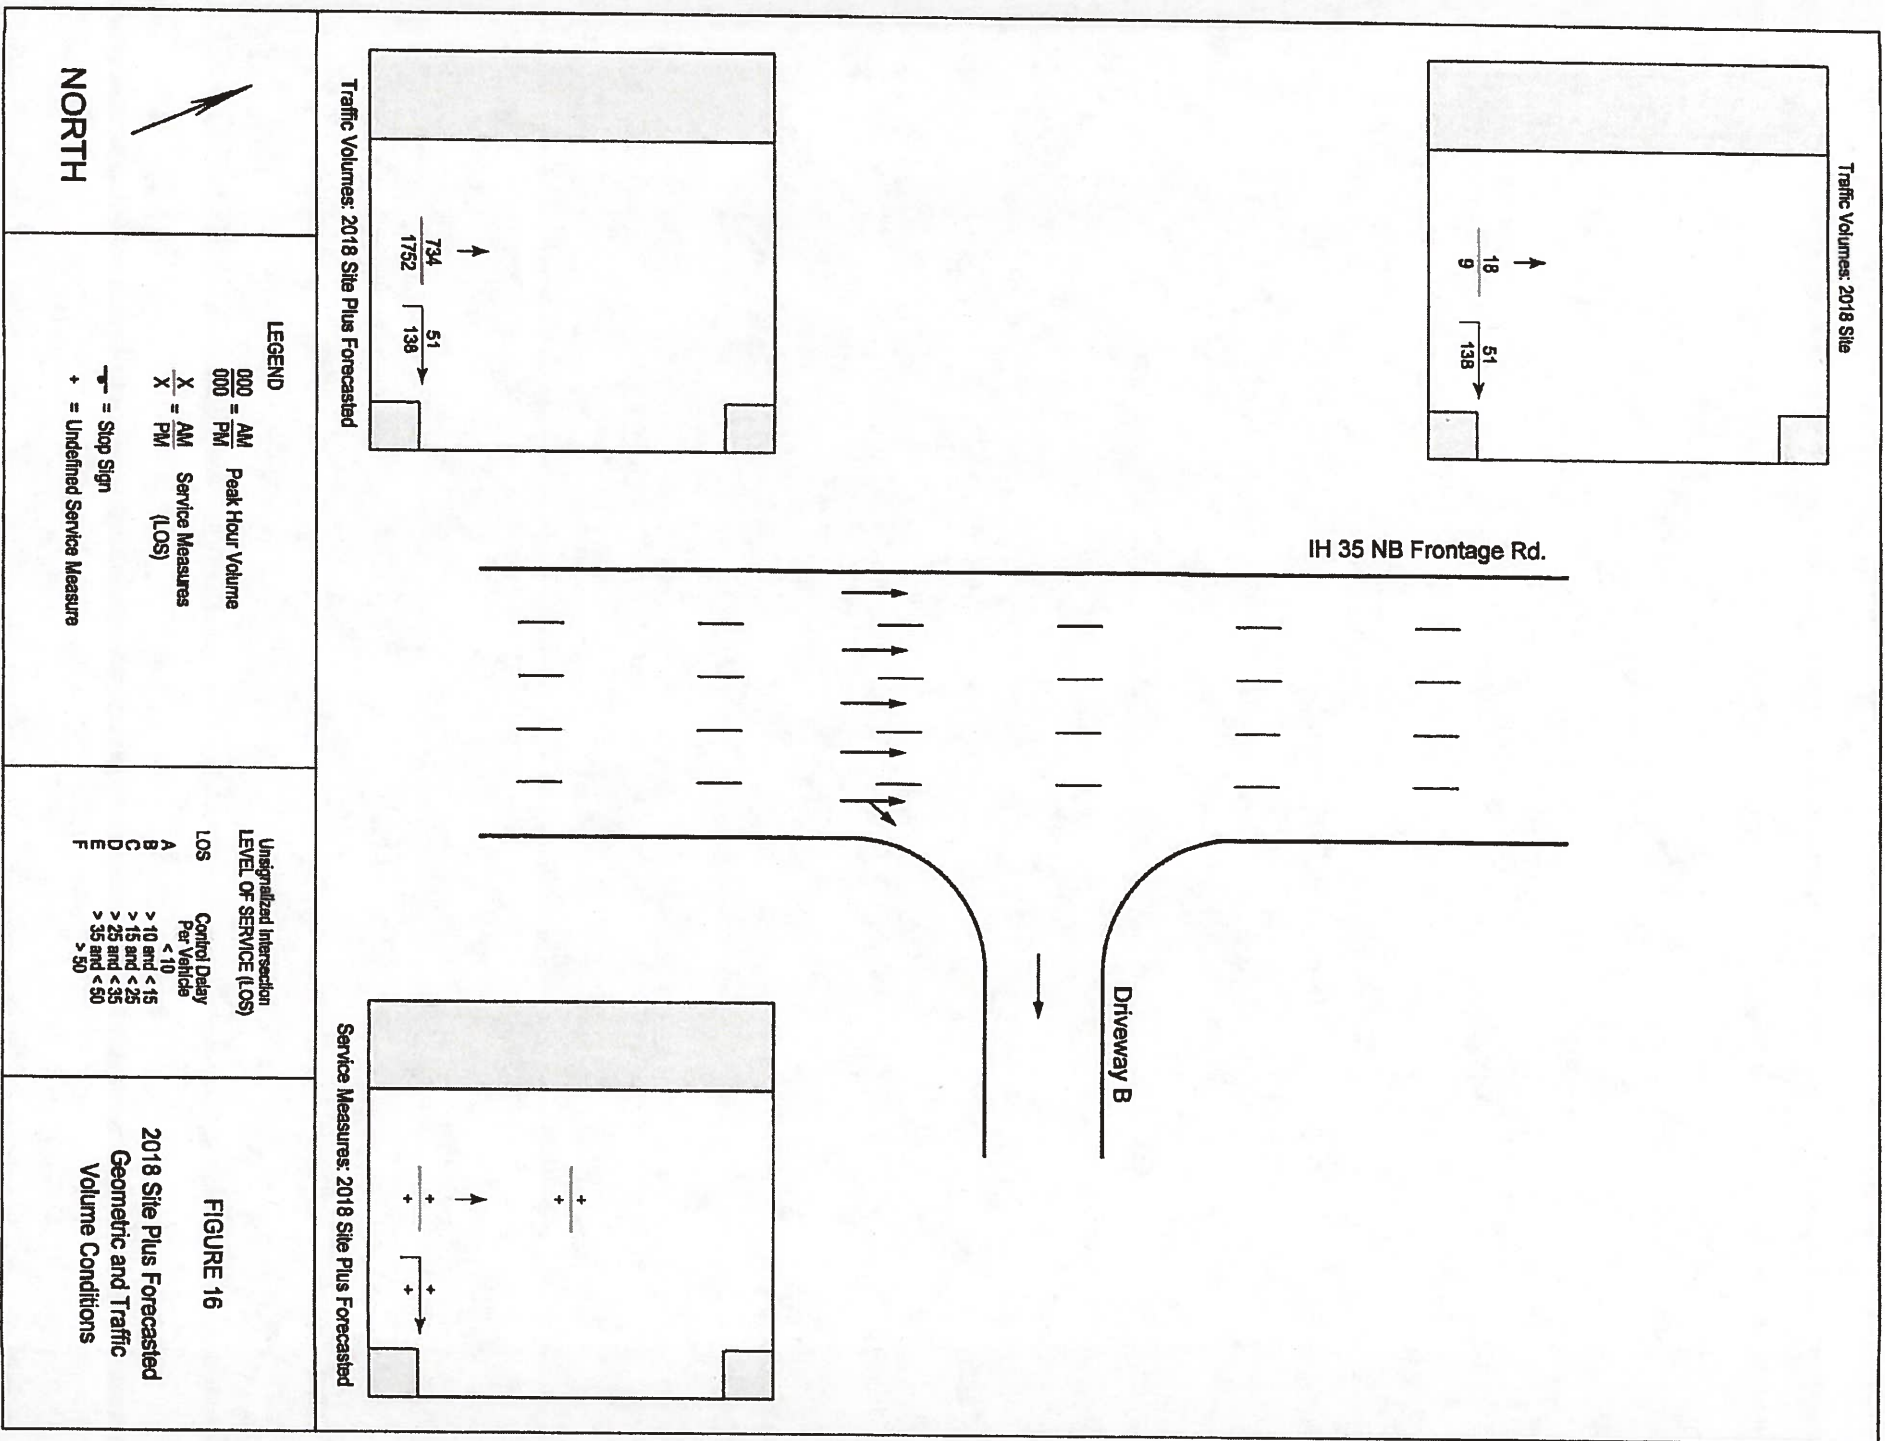 Traffic Volumes: 2018 Site
18
9
51
138
IH 35 NB Frontage Rd.
Driveway B
Traffic Volumes: 2018 Site Plus Forecasted
734
1752
51
138
Service Measures: 2018 Site Plus Forecasted
+
+
+
+
+
+
NORTH
LEGEND
000 = AM Peak Hour Volume
000 PM
X = AM Service Measures
X PM (LOS)
= Stop Sign
+ = Undefined Service Measure
Unsignalized Intersection
LEVEL OF SERVICE (LOS)
LOS Control Delay
Per Vehicle
A < 10
B > 10 and < 15
C > 15 and < 25
D > 25 and < 35
E > 35 and < 50
F > 50
FIGURE 16
2018 Site Plus Forecasted
Geometric and Traffic
Volume Conditions